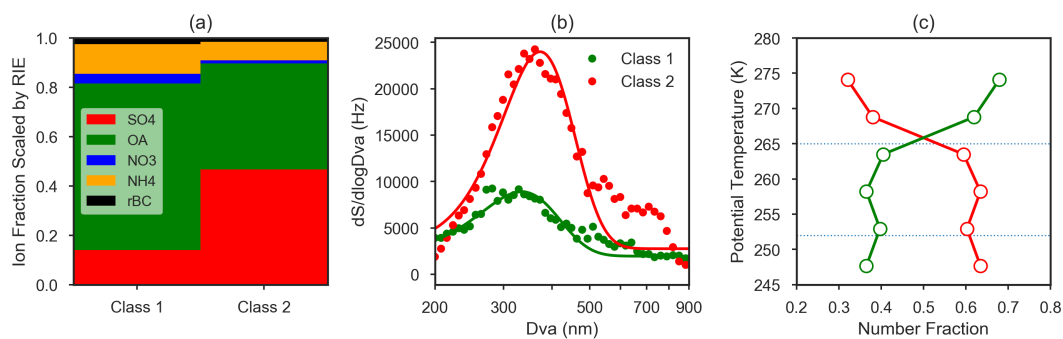 (a)
Ion Fraction Scaled by RIE
1.0
0.8
0.6
0.4
0.2
0.0
SO4
OA
NO3
NH4
rBC
Class 1 Class 2
(b)
dS/dlogDva (Hz)
25000
20000
15000
10000
5000
0
Class 1
Class 2
200 300 500 700 900
Dva (nm)
(c)
Potential Temperature (K)
280
275
270
265
260
255
250
245
0.2 0.3 0.4 0.5 0.6 0.7 0.8
Number Fraction